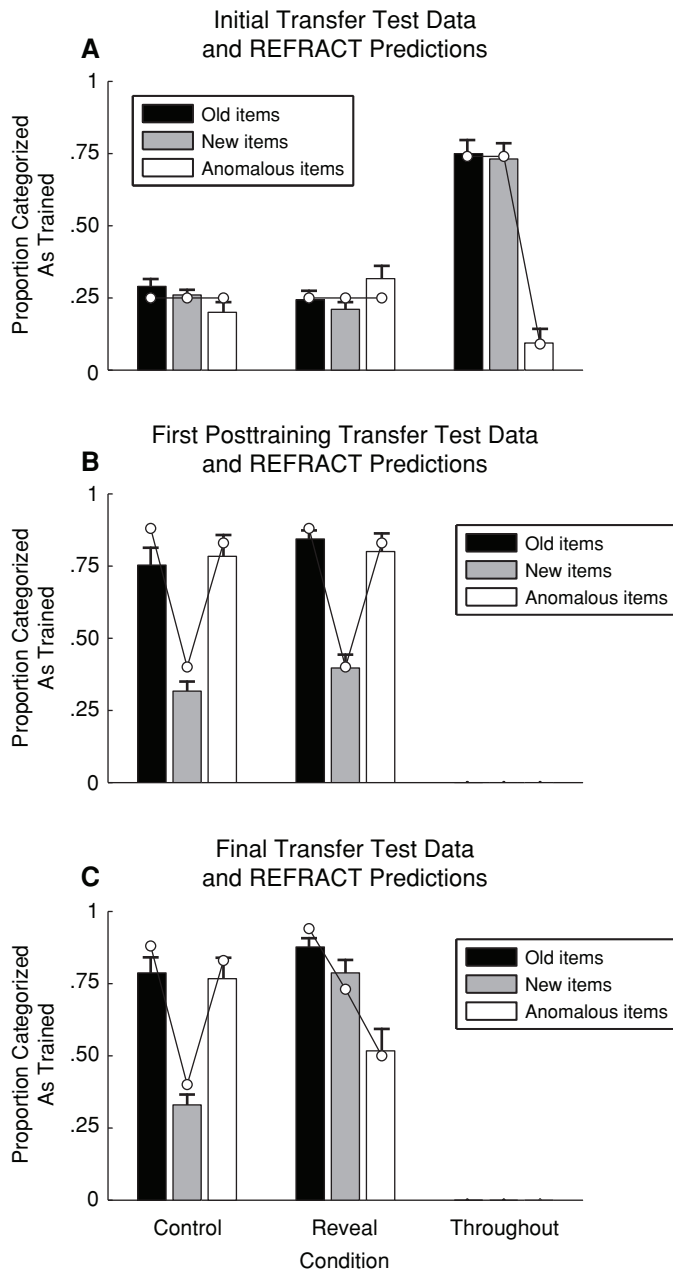 Initial Transfer Test Data
A and REFRACT Predictions
1
.75
.50
.25
0
Proportion Categorized
As Trained
Old items
New items
Anomalous items
First Posttraining Transfer Test Data
B and REFRACT Predictions
1
.75
.50
.25
0
Proportion Categorized
As Trained
Old items
New items
Anomalous items
Final Transfer Test Data
C and REFRACT Predictions
1
.75
.50
.25
0
Proportion Categorized
As Trained
Old items
New items
Anomalous items
Control Reveal Throughout
Condition